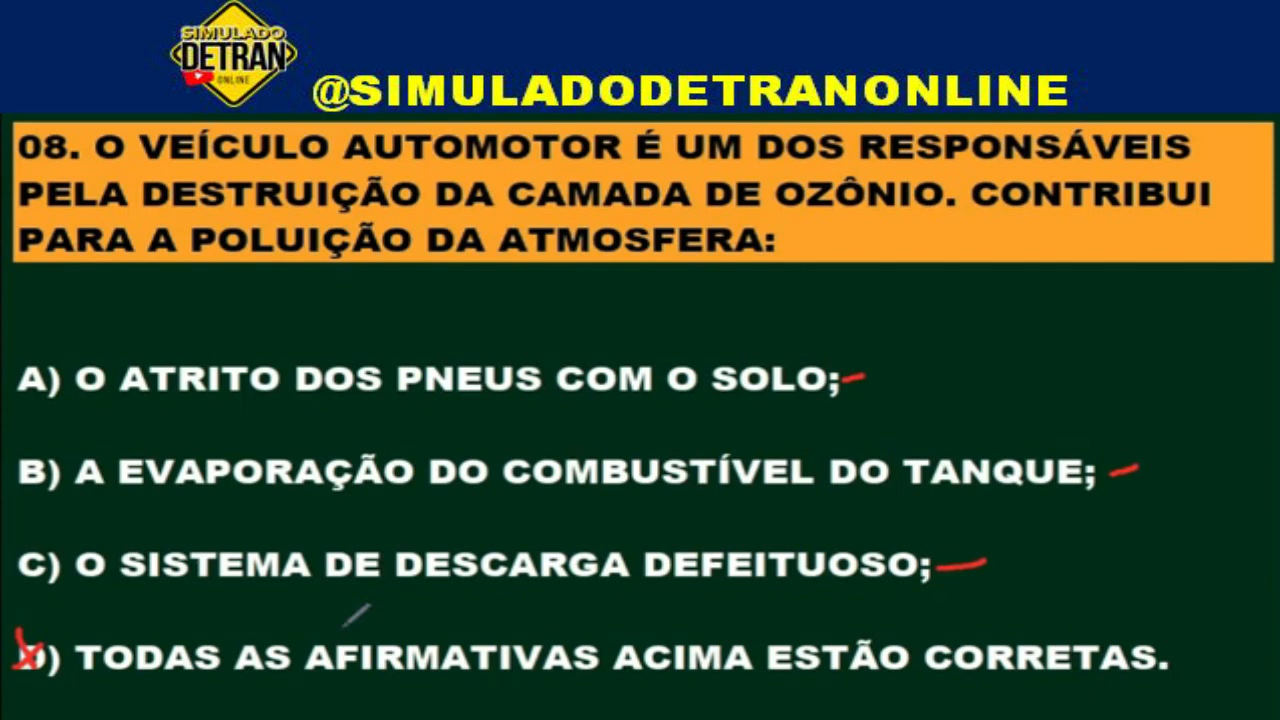 SIMULADO
DETRAN
ONLINE
@SIMULADODETRANONLINE
08. O VEÍCULO AUTOMOTOR É UM DOS RESPONSÁVEIS
PELA DESTRUIÇÃO DA CAMADA DE OZÔNIO. CONTRIBUI
PARA A POLUIÇÃO DA ATMOSFERA:
A) O ATRITO DOS PNEUS COM O SOLO;
B) A EVAPORAÇÃO DO COMBUSTÍVEL DO TANQUE;
C) O SISTEMA DE DESCARGA DEFEITUOSO;
D) TODAS AS AFIRMATIVAS ACIMA ESTÃO CORRETAS.